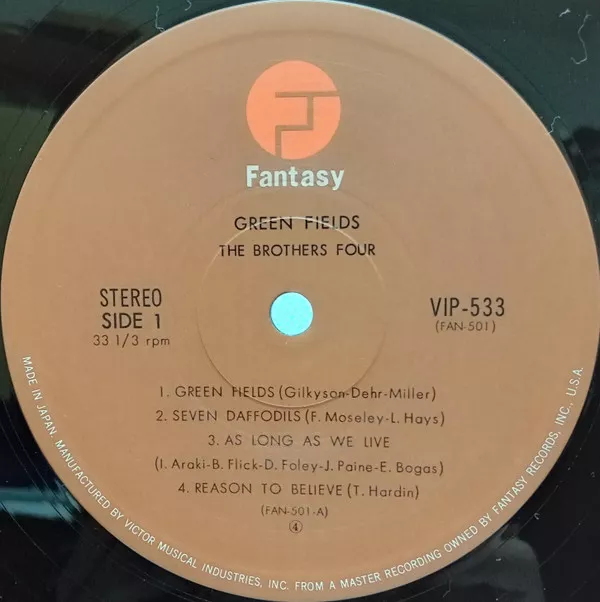 Fantasy
GREEN FIELDS
THE BROTHERS FOUR
STEREO
SIDE 1
33 1/3 rpm
VIP-533
(FAN-501)
1. GREEN FIELDS (Gilkyson-Dehr-Miller)
2. SEVEN DAFFODILS (F. Moseley-L. Hays)
3. AS LONG AS WE LIVE
(I. Araki-B. Flick-D. Foley-J. Paine-E. Bogas)
4. REASON TO BELIEVE (T. Hardin)
(FAN-501-A)
④
MADE IN JAPAN. MANUFACTURED BY VICTOR MUSICAL INDUSTRIES, INC. FROM A MASTER RECORDING OWNED BY FANTASY RECORDS, INC., U.S.A.